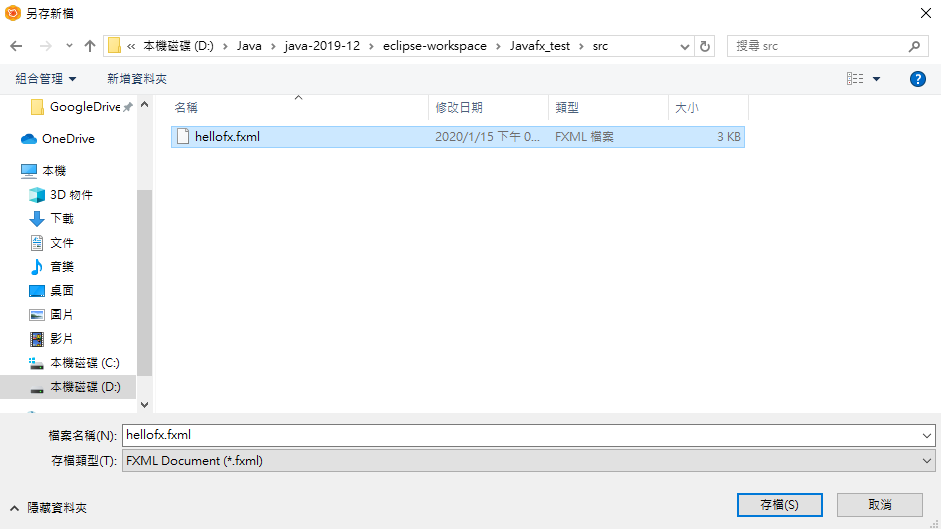 另存新檔
« 本機磁碟 (D:) › Java › java-2019-12 › eclipse-workspace › Javafx_test › src
搜尋 src
組合管理 新增資料夾
名稱 修改日期 類型 大小
hellofx.fxml 2020/1/15 下午 0... FXML 檔案 3 KB
GoogleDrive
OneDrive
本機
3D 物件
下載
文件
音樂
桌面
圖片
影片
本機磁碟 (C:)
本機磁碟 (D:)
檔案名稱(N): hellofx.fxml
存檔類型(T): FXML Document (*.fxml)
隱藏資料夾 存檔(S) 取消